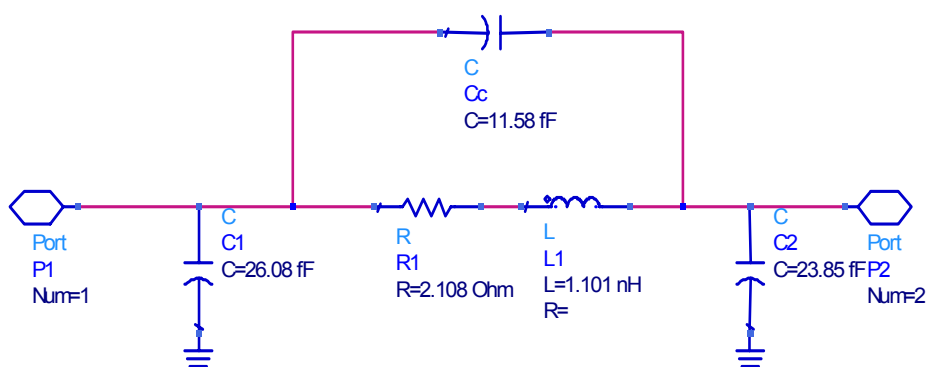 C
Cc
C=11.58 fF
Port
P1
Num=1
C
C1
C=26.08 fF
R
R1
R=2.108 Ohm
L
L1
L=1.101 nH
R=
C
C2
C=23.85 fF
Port
P2
Num=2